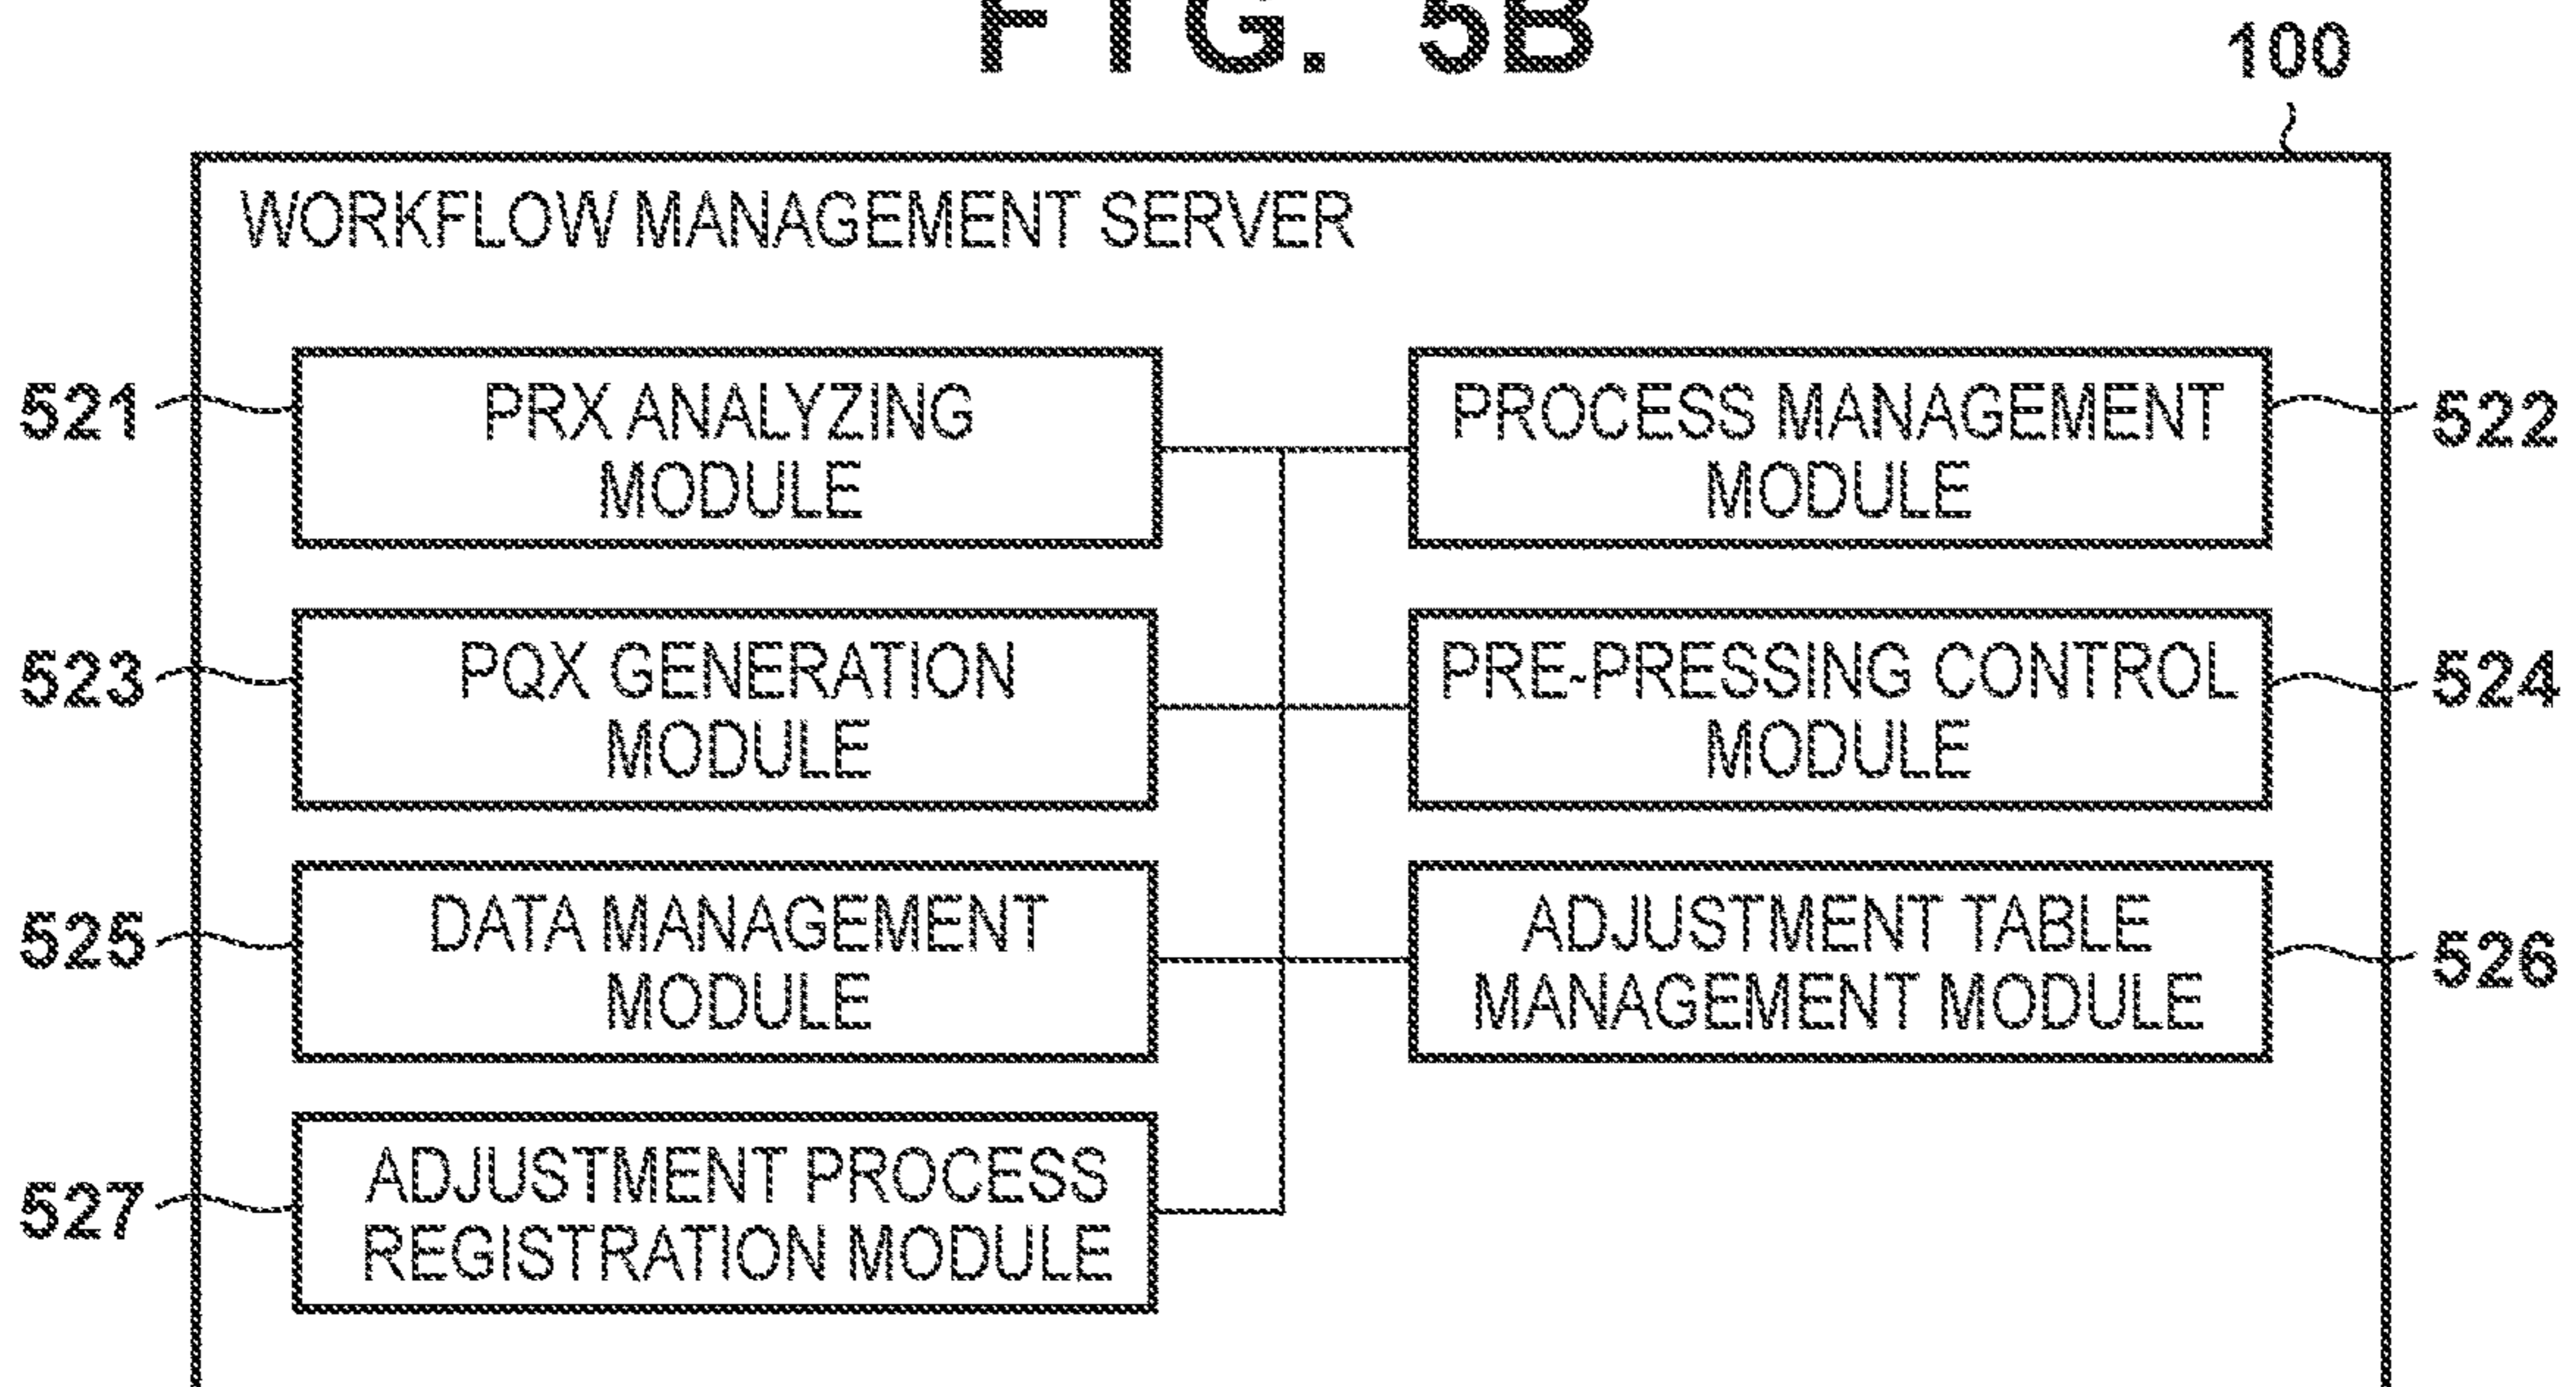 FIG. 5B
100
WORKFLOW MANAGEMENT SERVER
521
PRX ANALYZING
MODULE
PROCESS MANAGEMENT
MODULE
522
523
PQX GENERATION
MODULE
PRE-PRESSING CONTROL
MODULE
524
525
DATA MANAGEMENT
MODULE
ADJUSTMENT TABLE
MANAGEMENT MODULE
526
527
ADJUSTMENT PROCESS
REGISTRATION MODULE